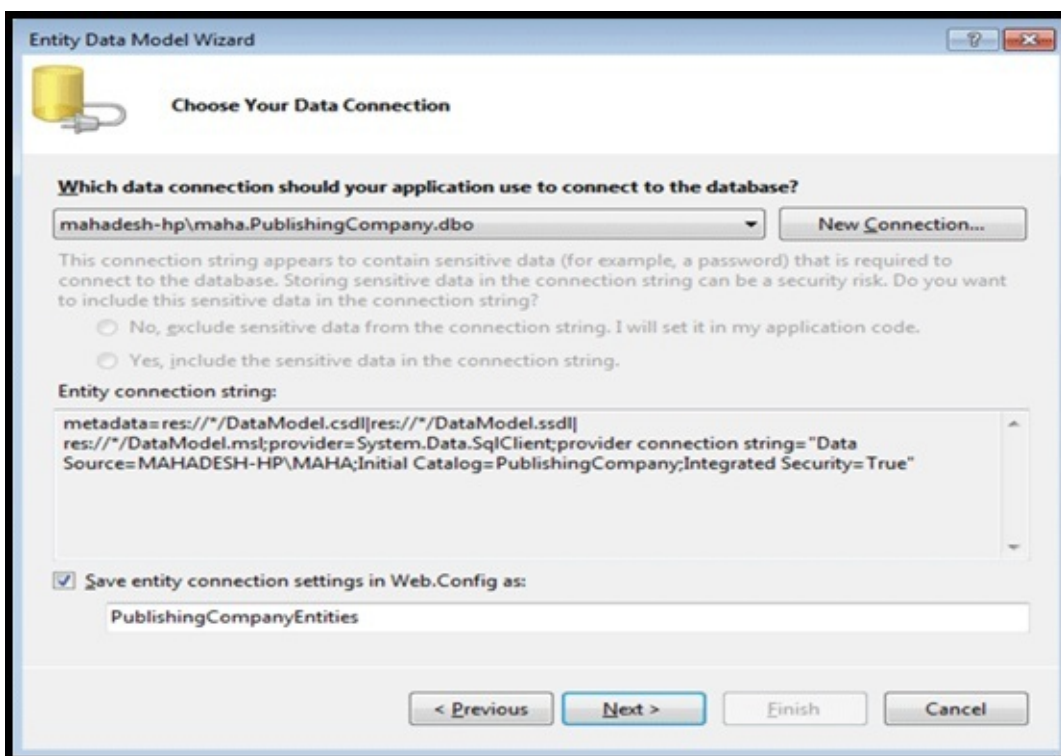 Entity Data Model Wizard
Choose Your Data Connection
Which data connection should your application use to connect to the database?
mahadesh-hp\maha.PublishingCompany.dbo
New Connection...
This connection string appears to contain sensitive data (for example, a password) that is required to
connect to the database. Storing sensitive data in the connection string can be a security risk. Do you want
to include this sensitive data in the connection string?
No, exclude sensitive data from the connection string. I will set it in my application code.
Yes, include the sensitive data in the connection string.
Entity connection string:
metadata=res://*/DataModel.csdl|res://*/DataModel.ssdl|
res://*/DataModel.msl;provider=System.Data.SqlClient;provider connection string="Data
Source=MAHADESH-HP\MAHA;Initial Catalog=PublishingCompany;Integrated Security=True"
Save entity connection settings in Web.Config as:
PublishingCompanyEntities
< Previous
Next >
Finish
Cancel